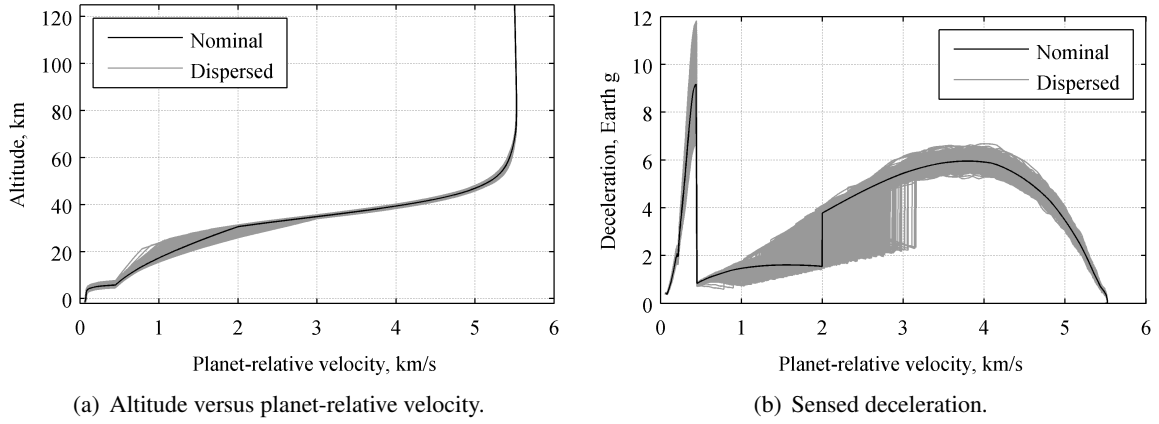 120
100
80
60
40
20
0
Altitude, km
Nominal
Dispersed
0 1 2 3 4 5 6
Planet-relative velocity, km/s
(a) Altitude versus planet-relative velocity.
12
10
8
6
4
2
0
Deceleration, Earth g
Nominal
Dispersed
0 1 2 3 4 5 6
Planet-relative velocity, km/s
(b) Sensed deceleration.